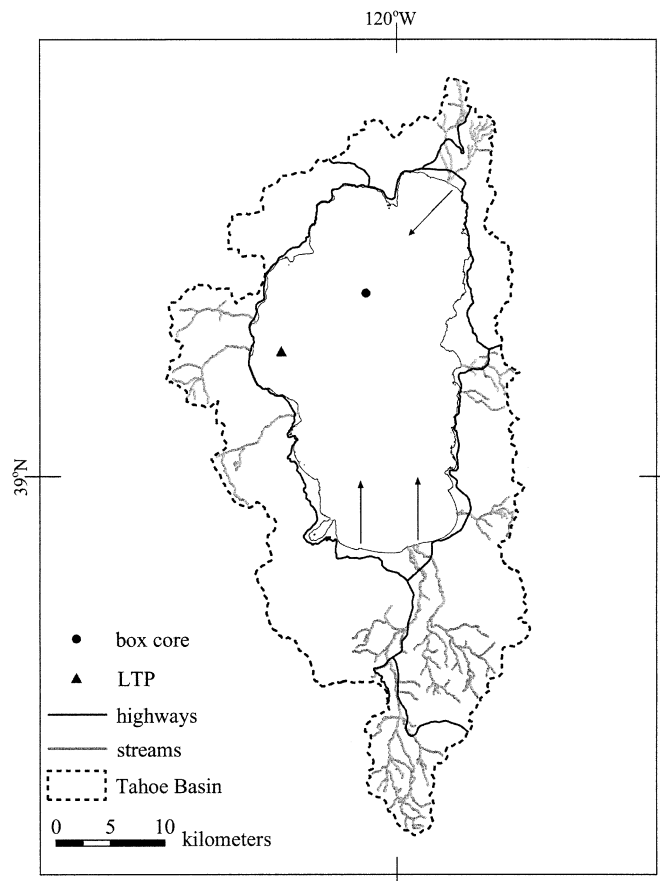 120°W
39°N
box core
LTP
highways
streams
Tahoe Basin
0 5 10
kilometers